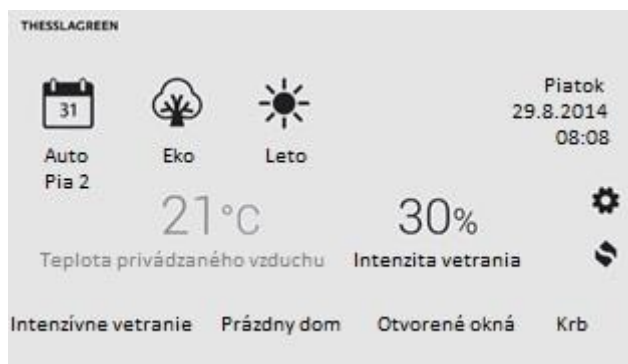 THESSLAGREEN
31
Auto
Pia 2
Eko
Leto
Piatok
29.8.2014
08:08
21°C
Teplota privádzaného vzduchu
30%
Intenzita vetrania
Intenzívne vetranie Prázdny dom Otvorené okná Krb